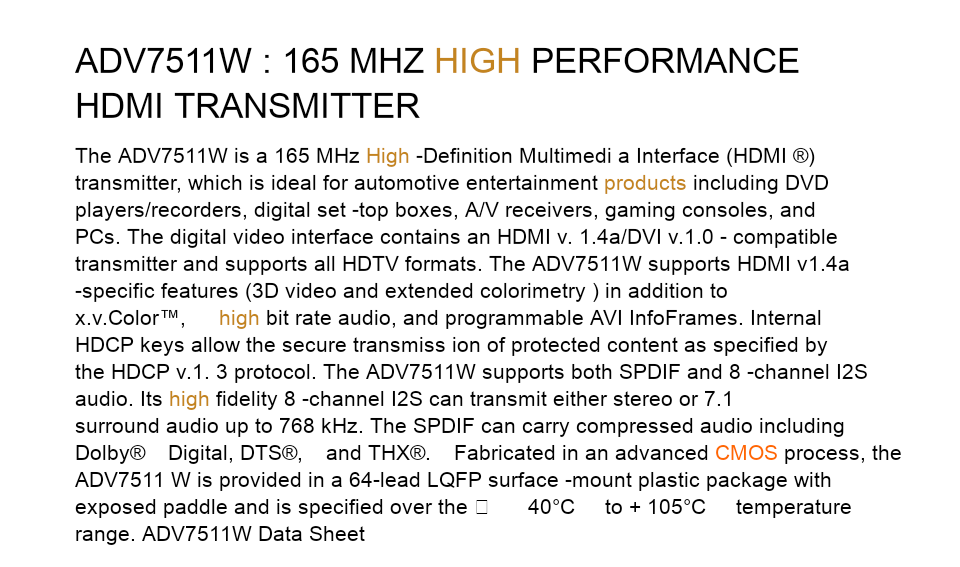 ADV7511W : 165 MHZ HIGH PERFORMANCE
HDMI TRANSMITTER
The ADV7511W is a 165 MHz High -Definition Multimedi a Interface (HDMI ®)
transmitter, which is ideal for automotive entertainment products including DVD
players/recorders, digital set -top boxes, A/V receivers, gaming consoles, and
PCs. The digital video interface contains an HDMI v. 1.4a/DVI v.1.0 - compatible
transmitter and supports all HDTV formats. The ADV7511W supports HDMI v1.4a
-specific features (3D video and extended colorimetry ) in addition to
x.v.Color™, high bit rate audio, and programmable AVI InfoFrames. Internal
HDCP keys allow the secure transmiss ion of protected content as specified by
the HDCP v.1. 3 protocol. The ADV7511W supports both SPDIF and 8 -channel I2S
audio. Its high fidelity 8 -channel I2S can transmit either stereo or 7.1
surround audio up to 768 kHz. The SPDIF can carry compressed audio including
Dolby® Digital, DTS®, and THX®. Fabricated in an advanced CMOS process, the
ADV7511 W is provided in a 64-lead LQFP surface -mount plastic package with
exposed paddle and is specified over the 40°C to + 105°C temperature
range. ADV7511W Data Sheet